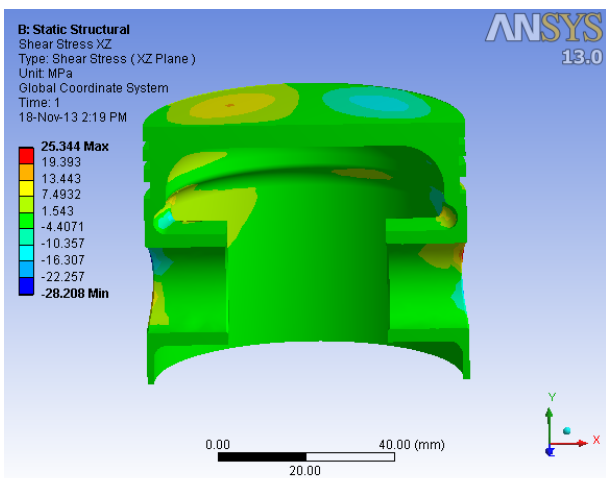 B: Static Structural
Shear Stress XZ
Type: Shear Stress ( XZ Plane )
Unit: MPa
Global Coordinate System
Time: 1
18-Nov-13 2:19 PM
ANSYS
13.0
25.344 Max
19.393
13.443
7.4932
1.543
-4.4071
-10.357
-16.307
-22.257
-28.208 Min
0.00
40.00 (mm)
20.00
Y
X
Z